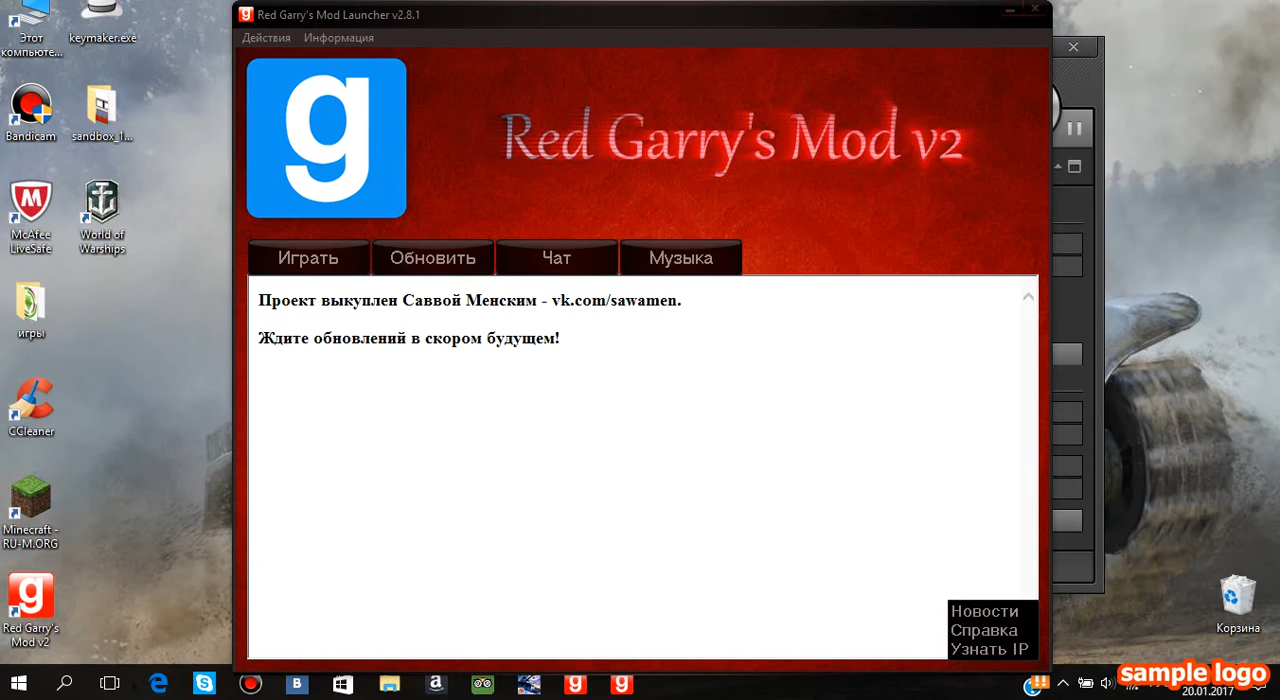 Red Garry's Mod Launcher v2.8.1
Этот
компьюте...
keymaker.exe
Действия Информация
Red Garry's Mod v2
Bandicam
sandbox_1...
McAfee
LiveSafe
World of
Warships
Играть Обновить Чат Музыка
Проект выкуплен Саввой Менским - vk.com/sawamen.
Ждите обновлений в скором будущем!
игры
CCleaner
Minecraft -
RU-M.ORG
Red Garry's
Mod v2
Новости
Справка
Узнать IP
Корзина
sample logo
20.01.2017